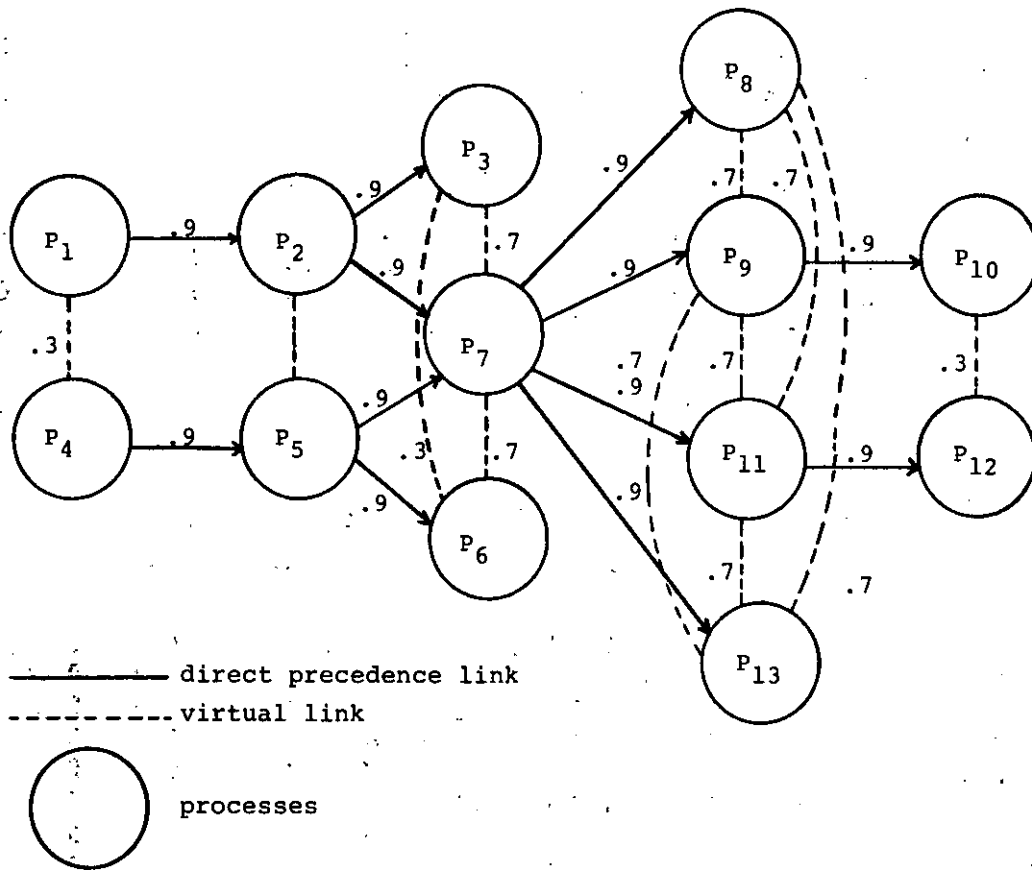 P8
P3
.9
.9
.7
.7
P1
.9
P2
P9
.9
P10
.9
.7
.9
P7
.3
.7
.7
.3
.9
P4
.9
P5
.9
P11
.9
P12
.3
.7
.9
.9
P6
.7
.7
P13
direct precedence link
virtual link
processes